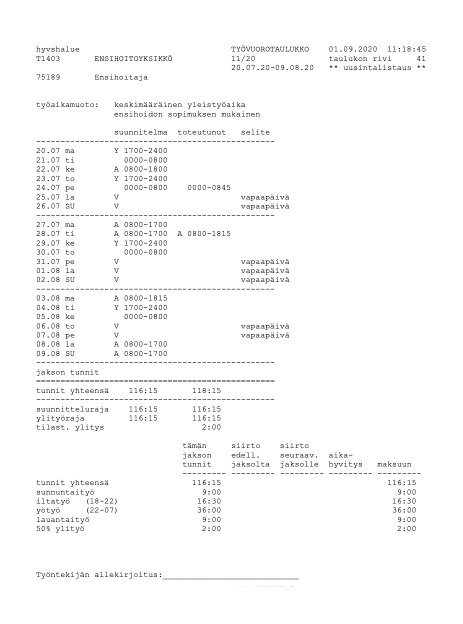 hyvshalue TYÖVUOROTAULUKKO 01.09.2020 11:18:45
T1403 ENSIHOITOYKSIKKÖ 11/20 taulukon rivi 41
20.07.20-09.08.20 ** uusintalistaus **
75189 Ensihoitaja
työaikamuoto: keskimääräinen yleistyöaika
ensihoidon sopimuksen mukainen
suunnitelma toteutunut selite
-------------------------------------------------
20.07 ma Y 1700-2400
21.07 ti 0000-0800
22.07 ke A 0800-1800
23.07 to Y 1700-2400
24.07 pe 0000-0800 0000-0845
25.07 la V vapaapäivä
26.07 SU V vapaapäivä
-------------------------------------------------
27.07 ma A 0800-1700
28.07 ti A 0800-1700 A 0800-1815
29.07 ke Y 1700-2400
30.07 to 0000-0800
31.07 pe V vapaapäivä
01.08 la V vapaapäivä
02.08 SU V vapaapäivä
-------------------------------------------------
03.08 ma A 0800-1815
04.08 ti Y 1700-2400
05.08 ke 0000-0800
06.08 to V vapaapäivä
07.08 pe V vapaapäivä
08.08 la A 0800-1700
09.08 SU A 0800-1700
-------------------------------------------------
jakson tunnit
=================================================
tunnit yhteensä 116:15 118:15
-------------------------------------------------
suunnitteluraja 116:15 116:15
ylityöraja 116:15 116:15
tilast. ylitys 2:00
tämän siirto siirto
jakson edell. seuraav. aika-
tunnit jaksolta jaksolle hyvitys maksuun
--------- --------- --------- --------- ---------
tunnit yhteensä 116:15 116:15
sunnuntaityö 9:00 9:00
iltatyö (18-22) 16:30 16:30
yötyö (22-07) 36:00 36:00
lauantaityö 9:00 9:00
50% ylityö 2:00 2:00
Työntekijän allekirjoitus:____________________________